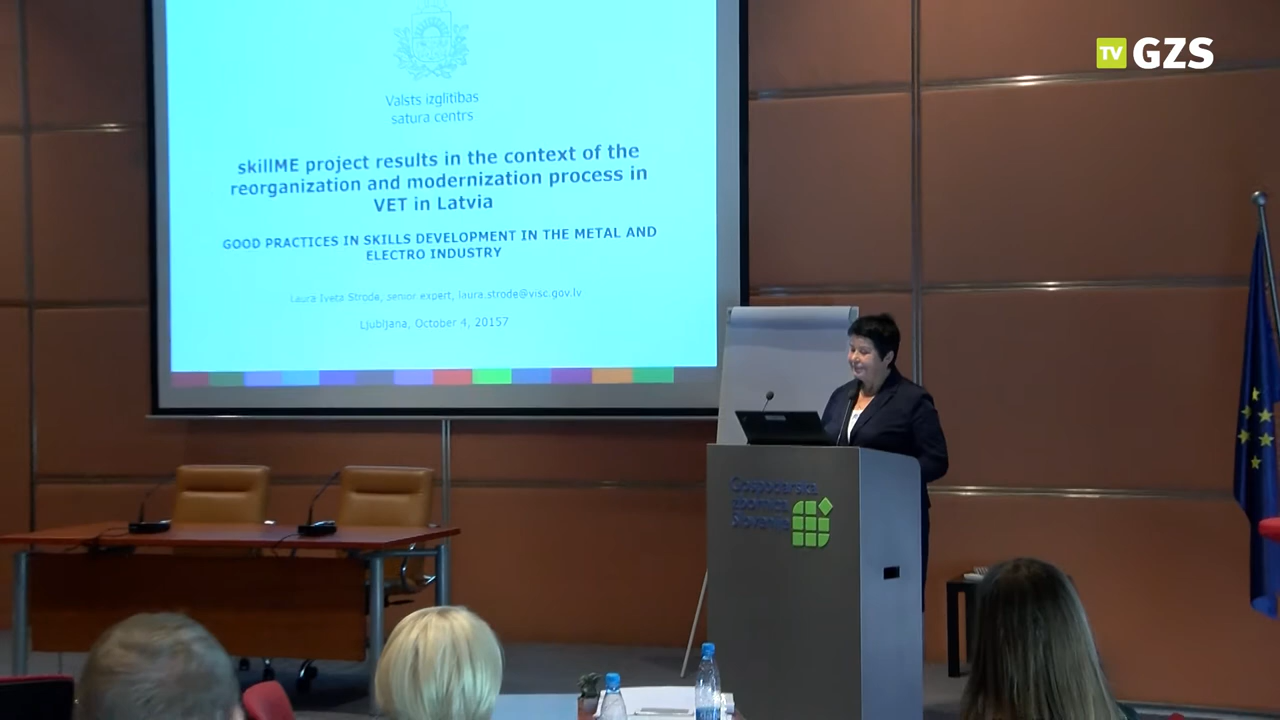 TV GZS
Valsts izglītības
satura centrs
skillME project results in the context of the
reorganization and modernization process in
VET in Latvia
GOOD PRACTICES IN SKILLS DEVELOPMENT IN THE METAL AND
ELECTRO INDUSTRY
Laura Iveta Strode, senior expert, laura.strode@visc.gov.lv
Ljubljana, October 4, 20157
Gospodarska
zbornica
Slovenije